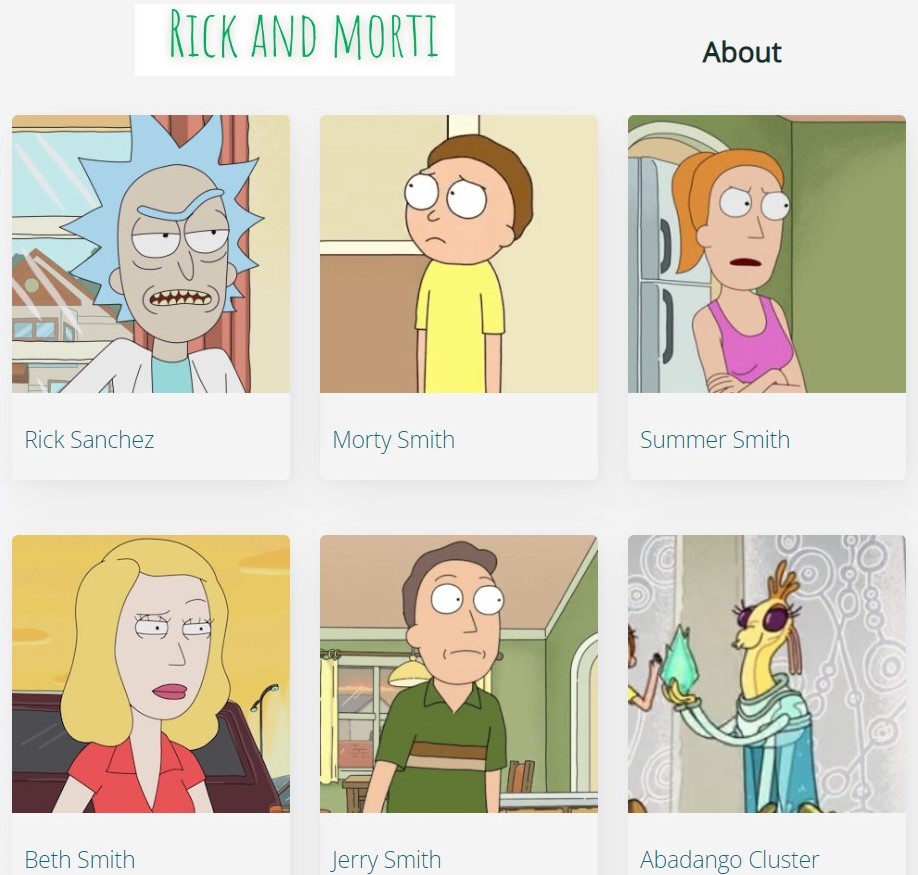 Rick and morti
About
Rick Sanchez
Morty Smith
Summer Smith
Beth Smith
Jerry Smith
Abadango Cluster